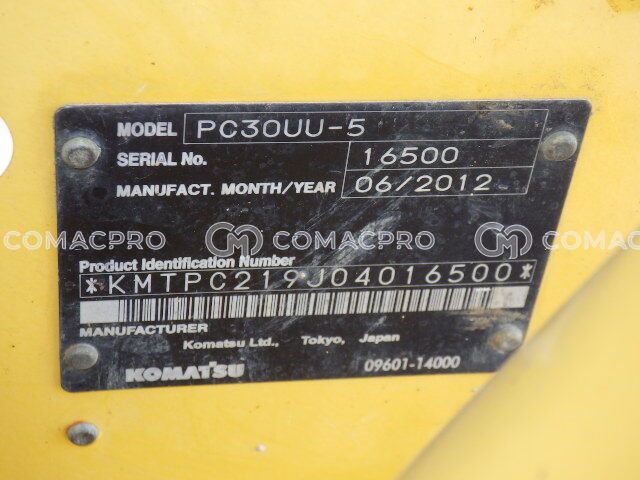 MODEL PC30UU-5
SERIAL No. 16500
MANUFACT. MONTH/YEAR 06/2012
COMACPRO COMACPRO COMACPRO
Product Identification Number
*KMTPC219J04016500*
MANUFACTURER
Komatsu Ltd., Tokyo, Japan
KOMATSU 09601-14000